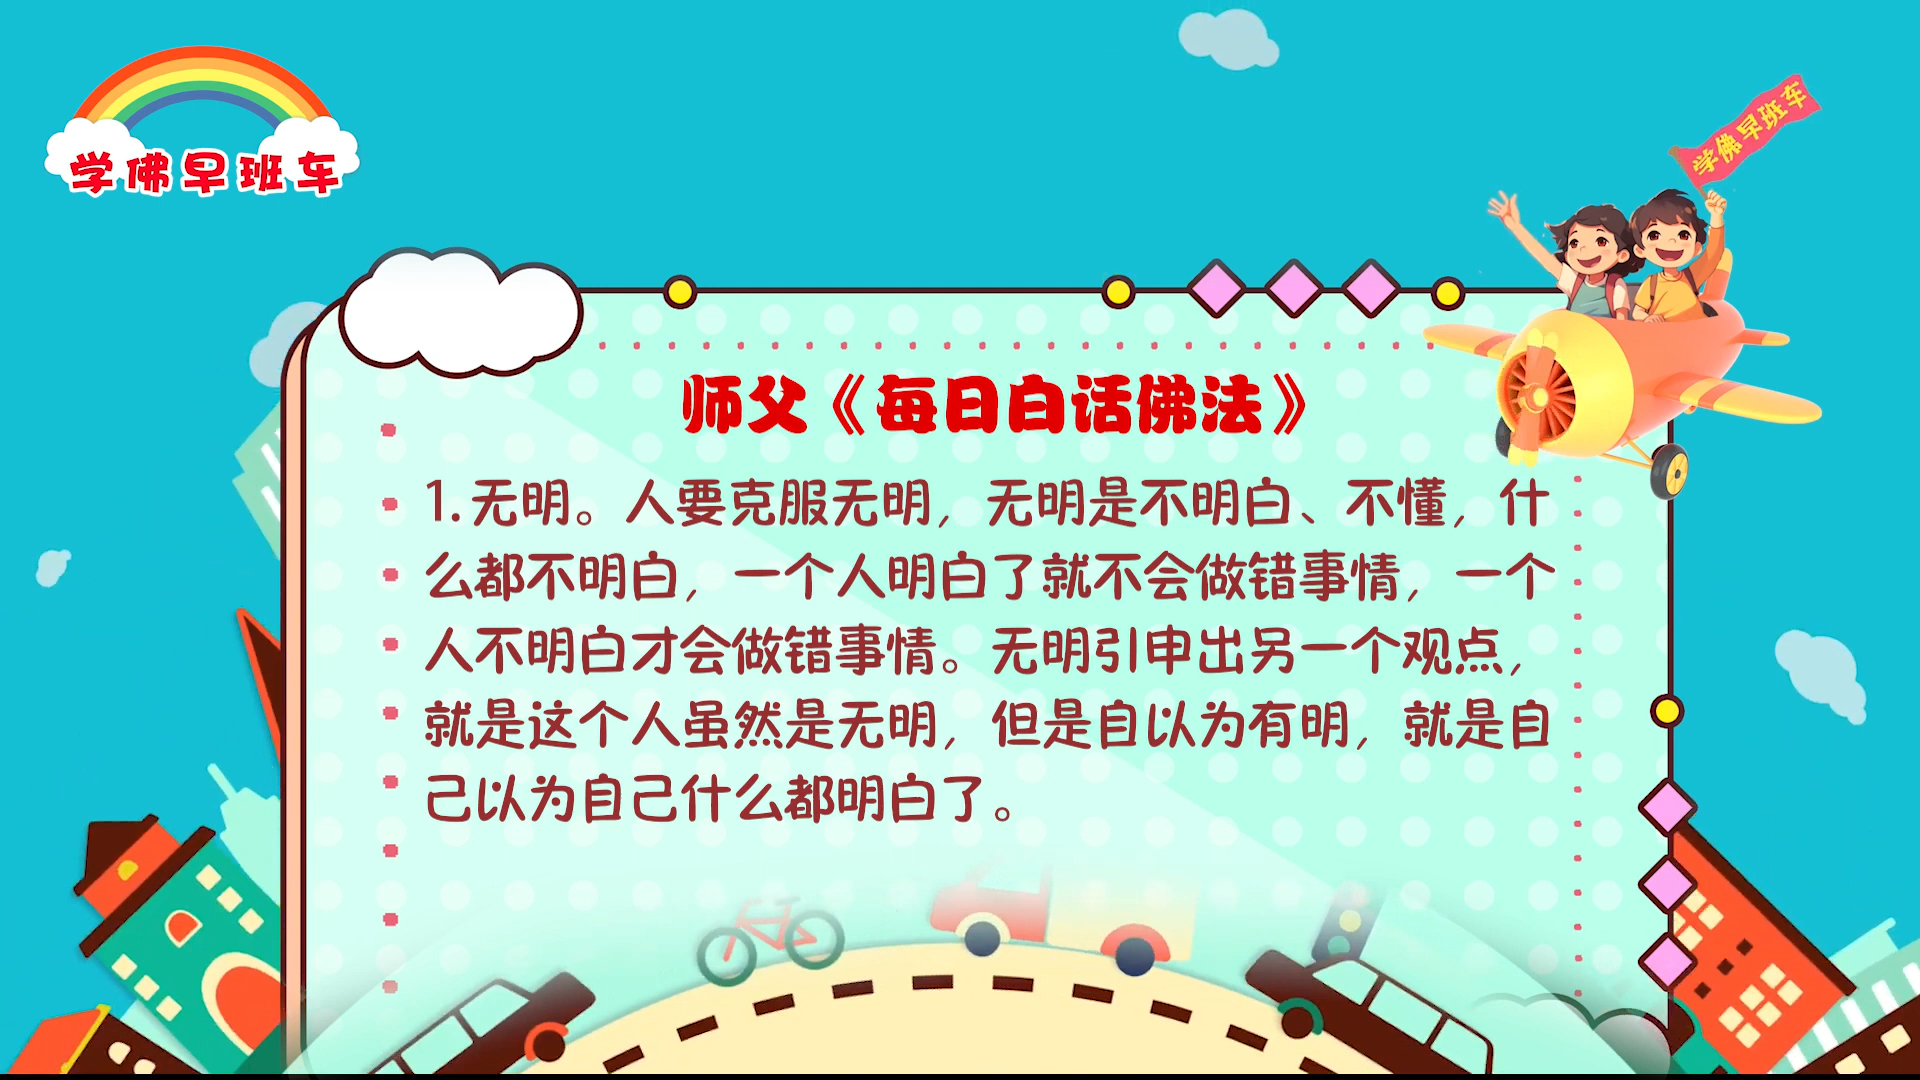 学佛早班车
学佛早班车
师父《每日白话佛法》
1.无明。人要克服无明，无明是不明白、不懂，什
么都不明白，一个人明白了就不会做错事情，一个
人不明白才会做错事情。无明引申出另一个观点，
就是这个人虽然是无明，但是自以为有明，就是自
己以为自己什么都明白了。